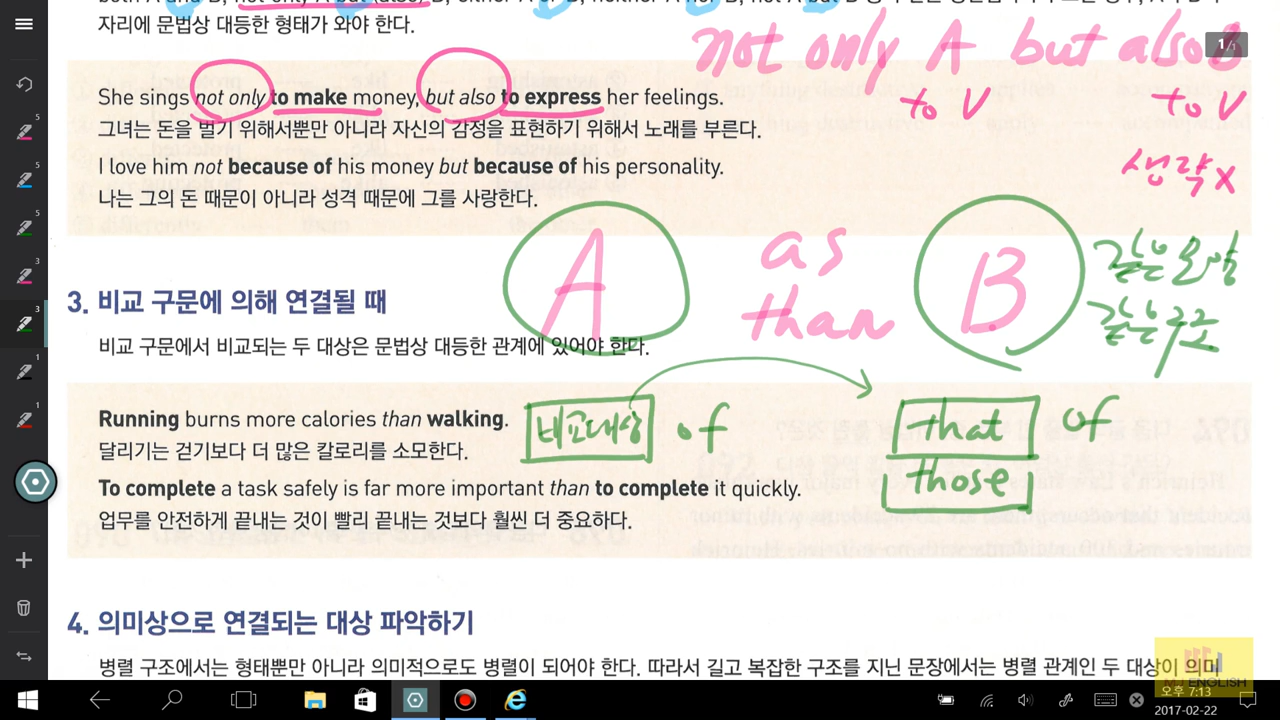 자리에 문법상 대등한 형태가 와야 한다.
not only A but also B
1/1
to V to V
생략X
She sings not only to make money, but also to express her feelings.
그녀는 돈을 벌기 위해서뿐만 아니라 자신의 감정을 표현하기 위해서 노래를 부른다.
I love him not because of his money but because of his personality.
나는 그의 돈 때문이 아니라 성격 때문에 그를 사랑한다.
A as than B
같은 모양
같은 구조
3. 비교 구문에 의해 연결될 때
비교 구문에서 비교되는 두 대상은 문법상 대등한 관계에 있어야 한다.
Running burns more calories than walking.
달리기는 걷기보다 더 많은 칼로리를 소모한다.
비교대상 of that of
those
To complete a task safely is far more important than to complete it quickly.
업무를 안전하게 끝내는 것이 빨리 끝내는 것보다 훨씬 더 중요하다.
4. 의미상으로 연결되는 대상 파악하기
병렬 구조에서는 형태뿐만 아니라 의미적으로도 병렬이 되어야 한다. 따라서 길고 복잡한 구조를 지닌 문장에서는 병렬 관계인 두 대상이 의미
ENGLISH
오후 7:13
2017-02-22